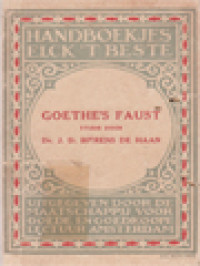 HANDBOEKJES
ELCK 'T BESTE
GOETHE'S FAUST
STUDIE DOOR
Dr. J. D. BIERENS DE HAAN
UITGEGEVEN DOOR DE
MAATSCHAPPIJ VOOR
GOEDE EN GOEDKOOPE
LECTUUR AMSTERDAM